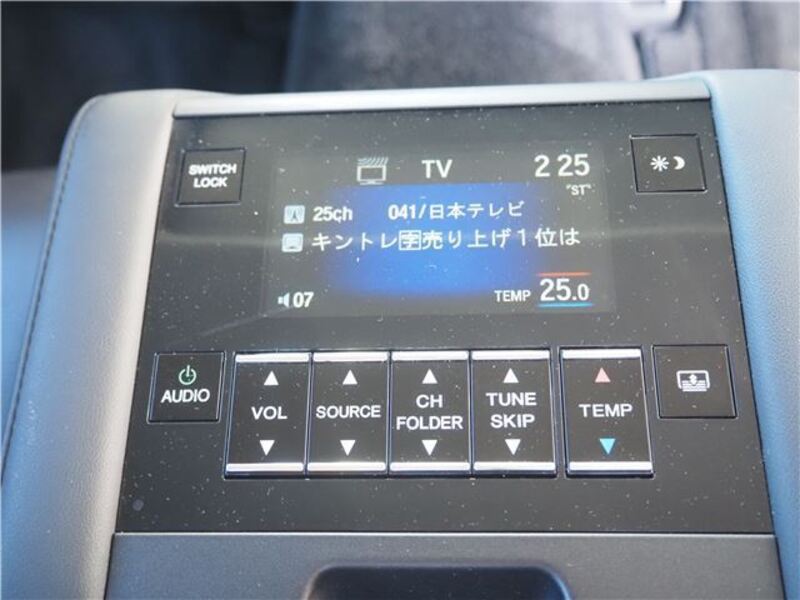 SWITCH
LOCK
TV
2 25
"ST"
25ch 041/日本テレビ
キントレ🈑売り上げ1位は
07
TEMP 25.0
AUDIO
VOL
SOURCE
CH
FOLDER
TUNE
SKIP
TEMP